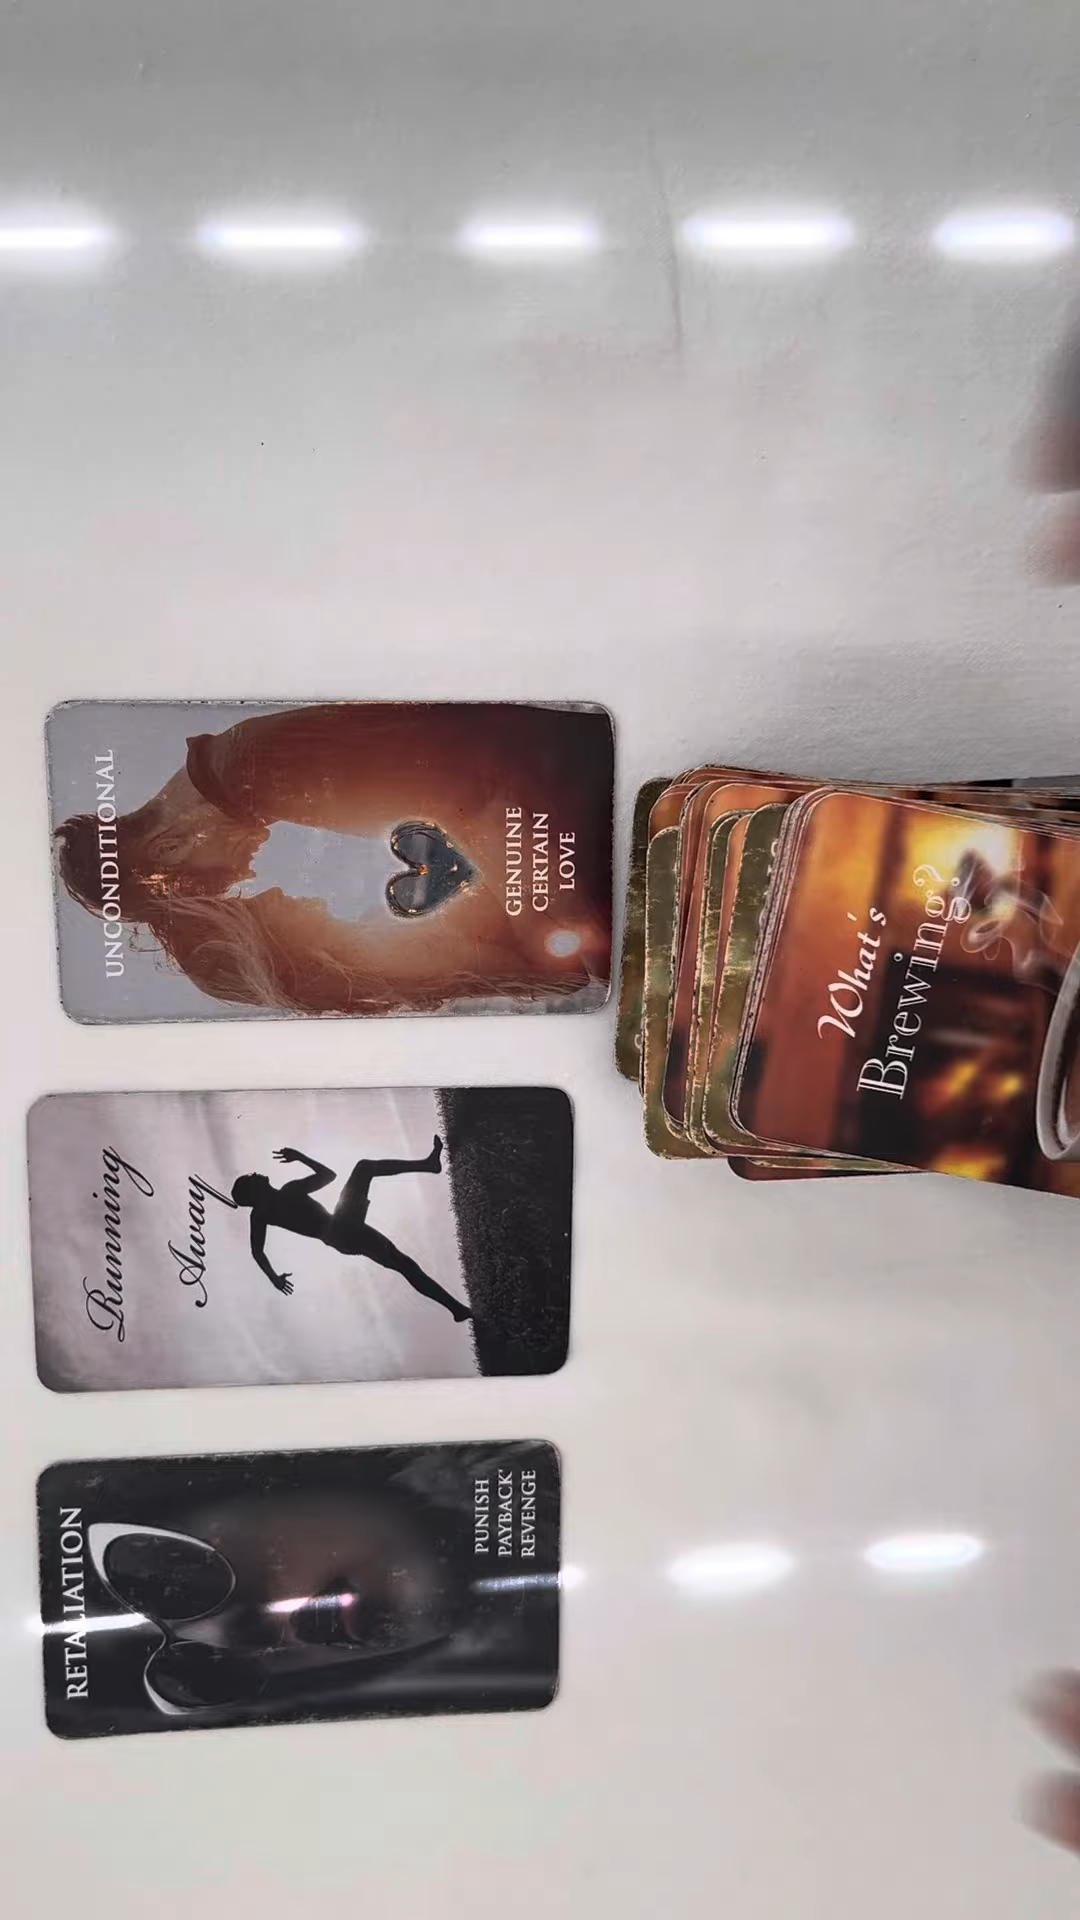 RETALIATION
PUNISH
PAYBACK'
REVENGE
Running
Away
UNCONDITIONAL
GENUINE
CERTAIN
LOVE
What's
Brewing?